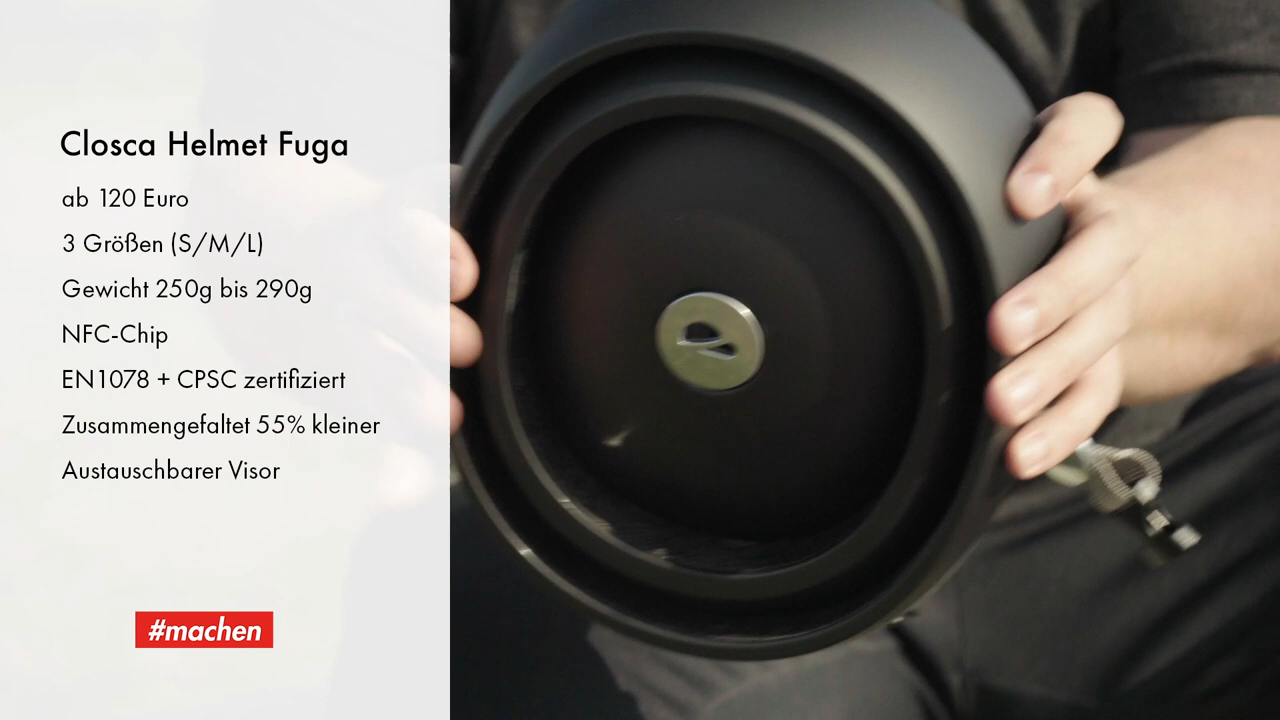 Closca Helmet Fuga
ab 120 Euro
3 Größen (S/M/L)
Gewicht 250g bis 290g
NFC-Chip
EN1078 + CPSC zertifiziert
Zusammengefaltet 55% kleiner
Austauschbarer Visor
#machen